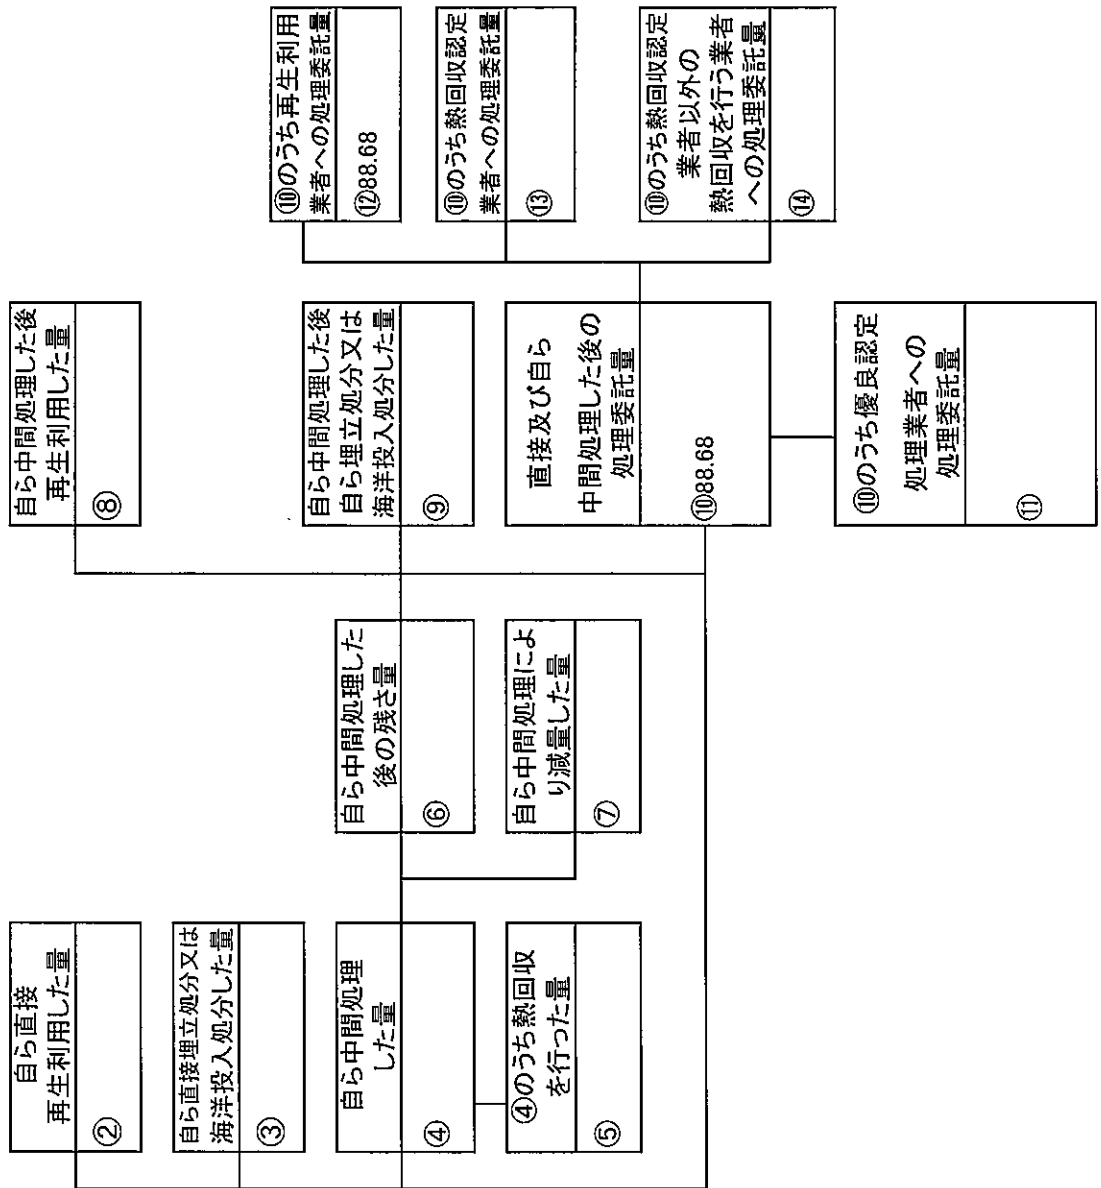 自ら直接
再生利用した量
②
自ら直接埋立処分又は
海洋投入処分した量
③
自ら中間処理
した量
④
④のうち熱回収
を行った量
⑤
自ら中間処理した
後の残さ量
⑥
自ら中間処理によ
り減量した量
⑦
自ら中間処理した後
再生利用した量
⑧
自ら中間処理した後
自ら埋立処分又は
海洋投入処分した量
⑨
直接及び自ら
中間処理した後の
処理委託量
⑩88.68
⑩のうち優良認定
処理業者への
処理委託量
⑪
⑩のうち再生利用
業者への処理委託量
⑫88.68
⑩のうち熱回収認定
業者への処理委託量
⑬
⑩のうち熱回収認定
業者以外の
熱回収を行う業者
への処理委託量
⑭